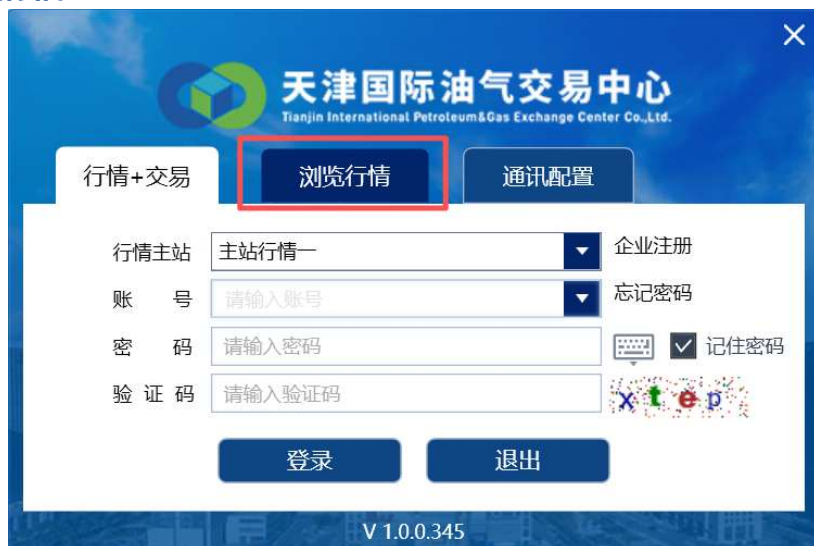 天津国际油气交易中心
Tianjin International Petroleum&Gas Exchange Center Co.,Ltd.
行情+交易 浏览行情 通讯配置
行情主站 主站行情一 企业注册
账 号 请输入账号 忘记密码
密 码 请输入密码 记住密码
验 证 码 请输入验证码 xtep
登录 退出
V 1.0.0.345